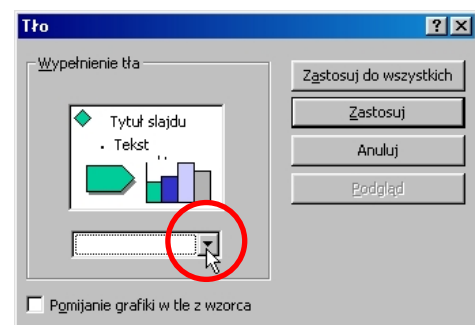 Tło
Wypełnienie tła
Tytuł slajdu
. Tekst
Zastosuj do wszystkich
Zastosuj
Anuluj
Podgląd
Pomijanie grafiki w tle z wzorca